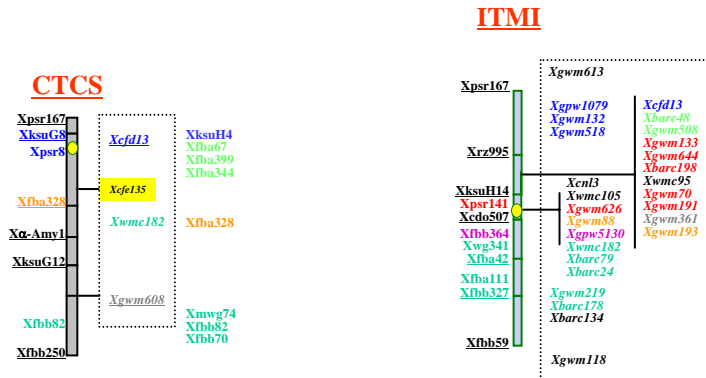 CTCS
Xpsr167
XksuG8
Xpsr8
Xfba328
Xα-Amy1
XksuG12
Xfbb82
Xfbb250
Xcfd13
Xcfe135
Xwmc182
Xgwm608
XksuH4
Xfba67
Xfba399
Xfba344
Xfba328
Xmwg74
Xfbb82
Xfbb70
ITMI
Xpsr167
Xrz995
XksuH14
Xpsr141
Xcdo507
Xfbb364
Xwg341
Xfba42
Xfba111
Xfbb327
Xfbb59
Xgwm613
Xgpw1079
Xgwm132
Xgwm518
Xcnl3
Xwmc105
Xgwm626
Xgwm88
Xgpw5130
Xwmc182
Xbarc79
Xbarc24
Xgwm219
Xbarc178
Xbarc134
Xgwm118
Xcfd13
Xbarc48
Xgwm508
Xgwm133
Xgwm644
Xbarc198
Xwmc95
Xgwm70
Xgwm191
Xgwm361
Xgwm193